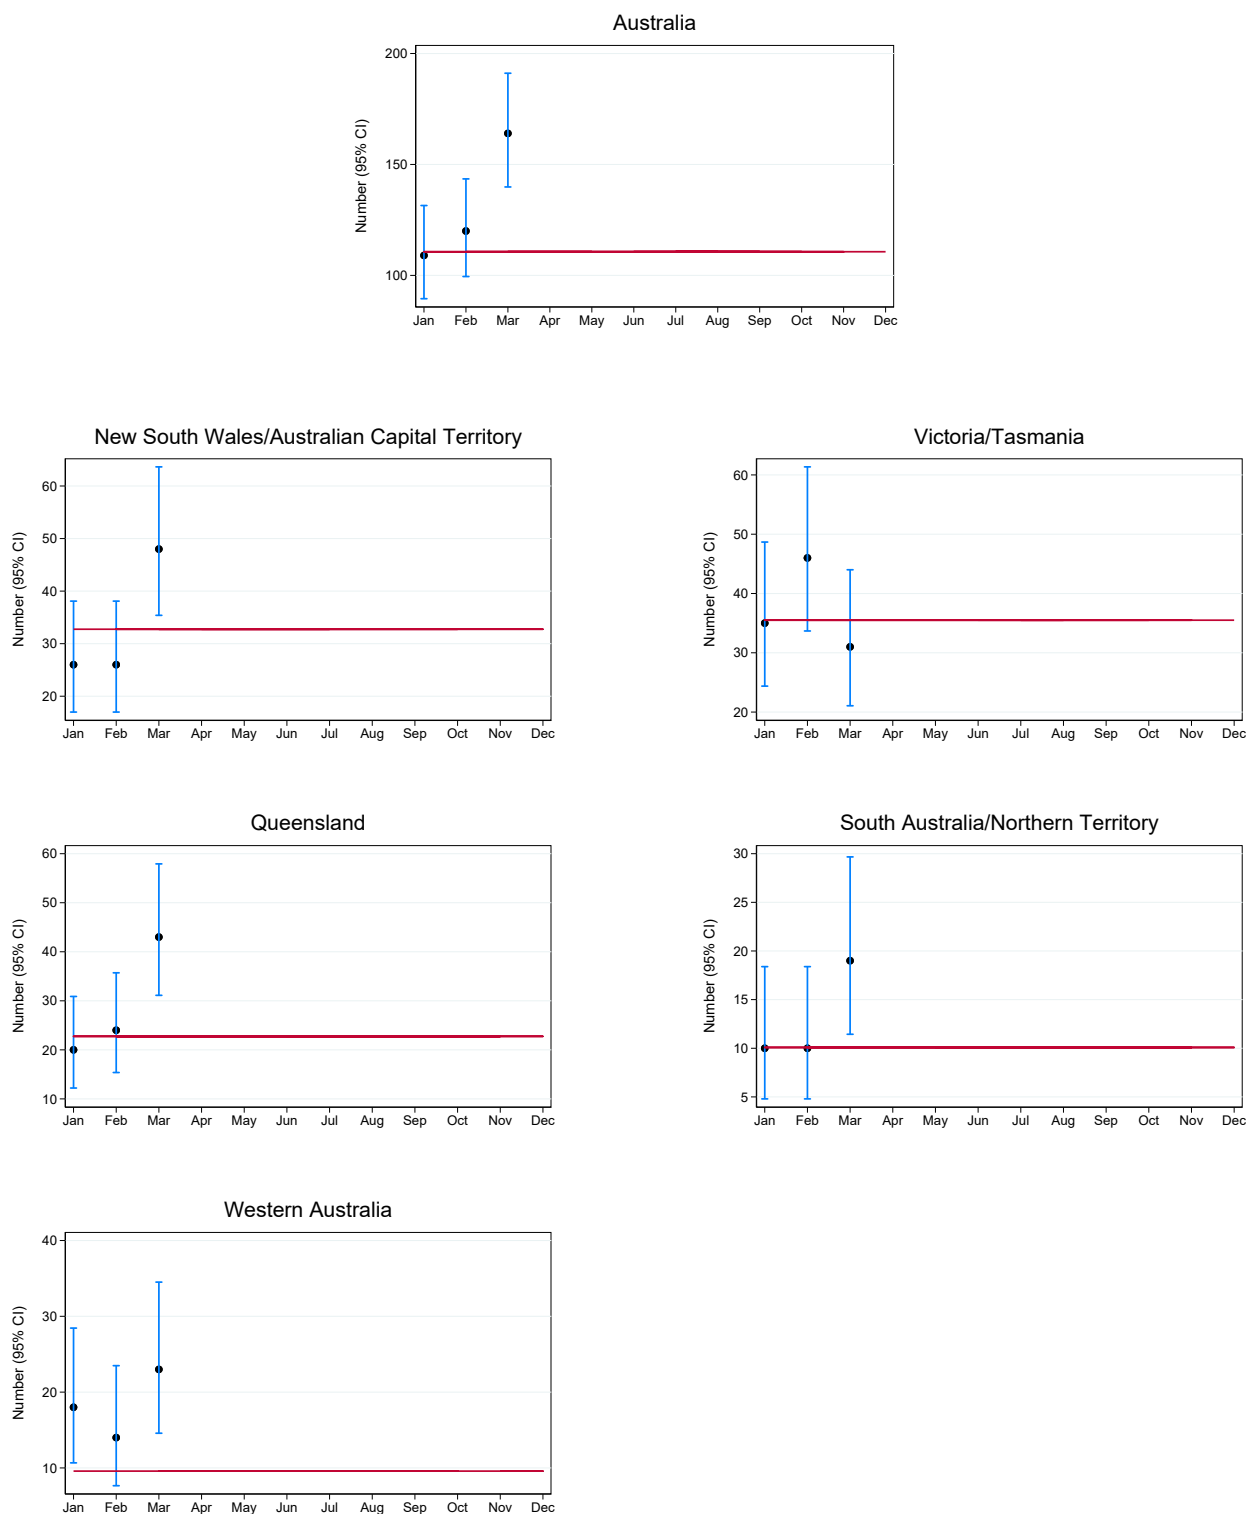 Australia
Number (95% CI)
200
150
100
Jan Feb Mar Apr May Jun Jul Aug Sep Oct Nov Dec
New South Wales/Australian Capital Territory
Number (95% CI)
60
50
40
30
20
Jan Feb Mar Apr May Jun Jul Aug Sep Oct Nov Dec
Victoria/Tasmania
Number (95% CI)
60
50
40
30
20
Jan Feb Mar Apr May Jun Jul Aug Sep Oct Nov Dec
Queensland
Number (95% CI)
60
50
40
30
20
10
Jan Feb Mar Apr May Jun Jul Aug Sep Oct Nov Dec
South Australia/Northern Territory
Number (95% CI)
30
25
20
15
10
5
Jan Feb Mar Apr May Jun Jul Aug Sep Oct Nov Dec
Western Australia
Number (95% CI)
40
30
20
10
Jan Feb Mar Apr May Jun Jul Aug Sep Oct Nov Dec